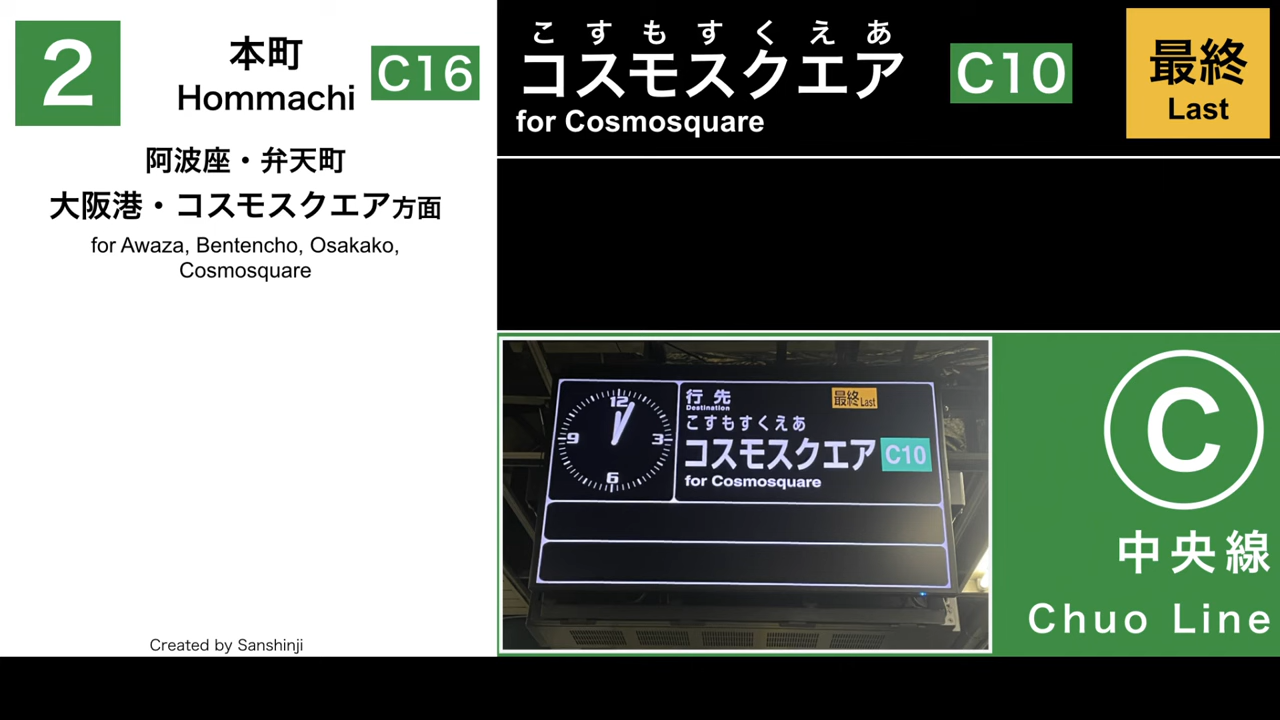 2
本町
Hommachi
C16
阿波座・弁天町
大阪港・コスモスクエア方面
for Awaza, Bentencho, Osakako,
Cosmosquare
Created by Sanshinji
こすもすくえあ
コスモスクエア
for Cosmosquare
C10
最終
Last
12
3
6
9
行先
Destination
最終Last
こすもすくえあ
コスモスクエア
C10
for Cosmosquare
C
中央線
Chuo Line